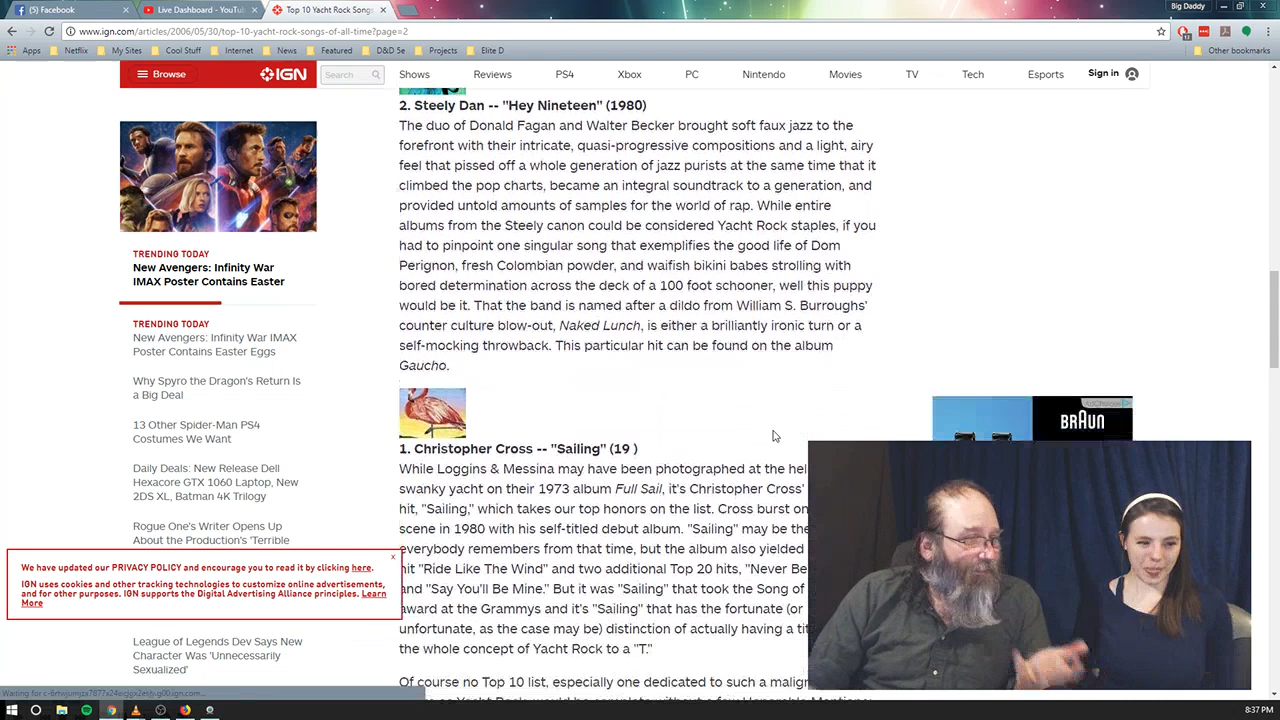 (5) Facebook
Live Dashboard - YouTu
Top 10 Yacht Rock Songs
Big Daddy
www.ign.com/articles/2006/05/30/top-10-yacht-rock-songs-of-all-time?page=2
Apps Netflix My Sites Cool Stuff Internet News Featured D&D 5e Projects Elite D Other bookmarks
Browse IGN Search Shows Reviews PS4 Xbox PC Nintendo Movies TV Tech Esports Sign in
TRENDING TODAY
New Avengers: Infinity War
IMAX Poster Contains Easter
TRENDING TODAY
New Avengers: Infinity War IMAX
Poster Contains Easter Eggs
Why Spyro the Dragon's Return Is
a Big Deal
13 Other Spider-Man PS4
Costumes We Want
Daily Deals: New Release Dell
Hexacore GTX 1060 Laptop, New
2DS XL, Batman 4K Trilogy
Rogue One's Writer Opens Up
About the Production's 'Terrible
We have updated our PRIVACY POLICY and encourage you to read it by clicking here.
x
IGN uses cookies and other tracking technologies to customize online advertisements,
and for other purposes. IGN supports the Digital Advertising Alliance principles. Learn
More
League of Legends Dev Says New
Character Was 'Unnecessarily
Sexualized'
2. Steely Dan -- "Hey Nineteen" (1980)
The duo of Donald Fagan and Walter Becker brought soft faux jazz to the
forefront with their intricate, quasi-progressive compositions and a light, airy
feel that pissed off a whole generation of jazz purists at the same time that it
climbed the pop charts, became an integral soundtrack to a generation, and
provided untold amounts of samples for the world of rap. While entire
albums from the Steely canon could be considered Yacht Rock staples, if you
had to pinpoint one singular song that exemplifies the good life of Dom
Perignon, fresh Colombian powder, and waifish bikini babes strolling with
bored determination across the deck of a 100 foot schooner, well this puppy
would be it. That the band is named after a dildo from William S. Burroughs'
counter culture blow-out, Naked Lunch, is either a brilliantly ironic turn or a
self-mocking throwback. This particular hit can be found on the album
Gaucho.
1. Christopher Cross -- "Sailing" (19 )
While Loggins & Messina may have been photographed at the hel
swanky yacht on their 1973 album Full Sail, it's Christopher Cross'
hit, "Sailing," which takes our top honors on the list. Cross burst on
scene in 1980 with his self-titled debut album. "Sailing" may be the
everybody remembers from that time, but the album also yielded
hit "Ride Like The Wind" and two additional Top 20 hits, "Never Be
and "Say You'll Be Mine." But it was "Sailing" that took the Song of
award at the Grammys and it's "Sailing" that has the fortunate (or
unfortunate, as the case may be) distinction of actually having a tit
the whole concept of Yacht Rock to a "T."
Of course no Top 10 list, especially one dedicated to such a malign
AdChoices
BRAUN
8:37 PM